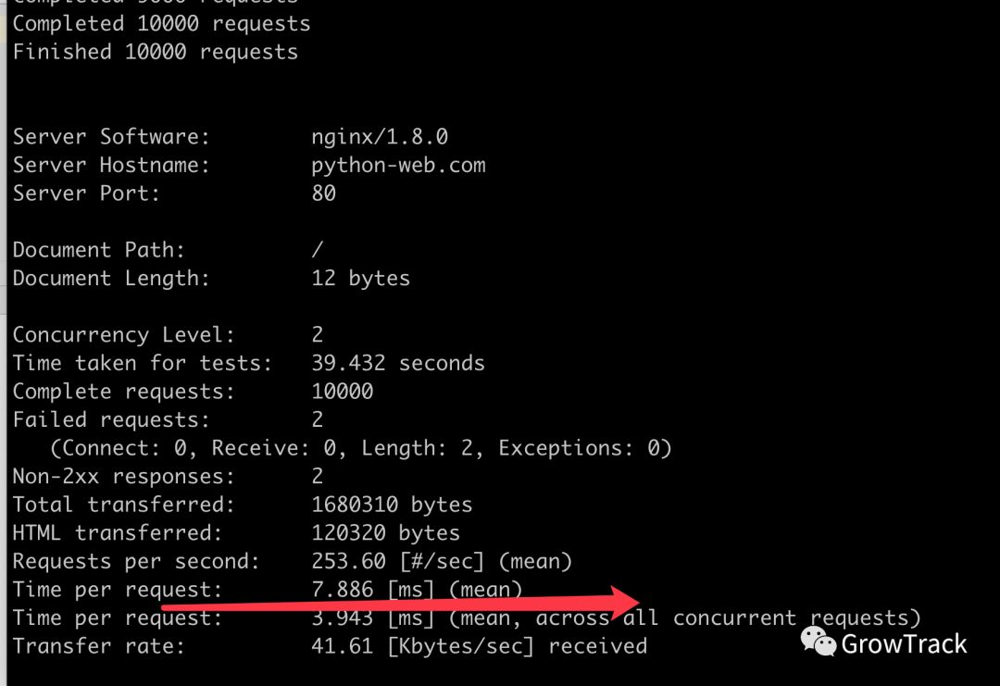 Completed 10000 requests
Finished 10000 requests
Server Software: nginx/1.8.0
Server Hostname: python-web.com
Server Port: 80
Document Path: /
Document Length: 12 bytes
Concurrency Level: 2
Time taken for tests: 39.432 seconds
Complete requests: 10000
Failed requests: 2
(Connect: 0, Receive: 0, Length: 2, Exceptions: 0)
Non-2xx responses: 2
Total transferred: 1680310 bytes
HTML transferred: 120320 bytes
Requests per second: 253.60 [#/sec] (mean)
Time per request: 7.886 [ms] (mean)
Time per request: 3.943 [ms] (mean, across all concurrent requests)
Transfer rate: 41.61 [Kbytes/sec] received
GrowTrack